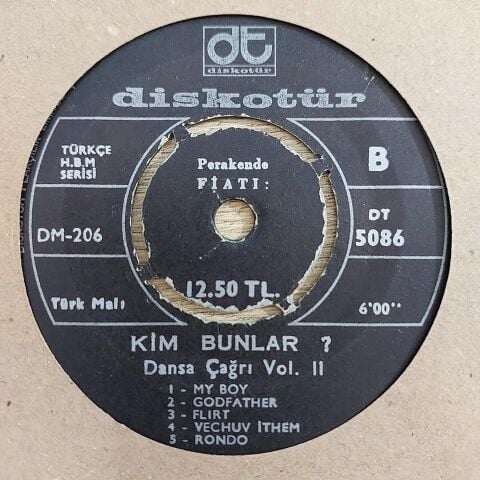 dt
diskotür
diskotür
TÜRKÇE
H.B.M
SERİSİ
Perakende
FİATI:
B
DM-206
DT
5086
12.50 TL.
Türk Malı
6'00''
KİM BUNLAR ?
Dansa Çağrı Vol. II
1 - MY BOY
2 - GODFATHER
3 - FLIRT
4 - VECHUV İTHEM
5 - RONDO